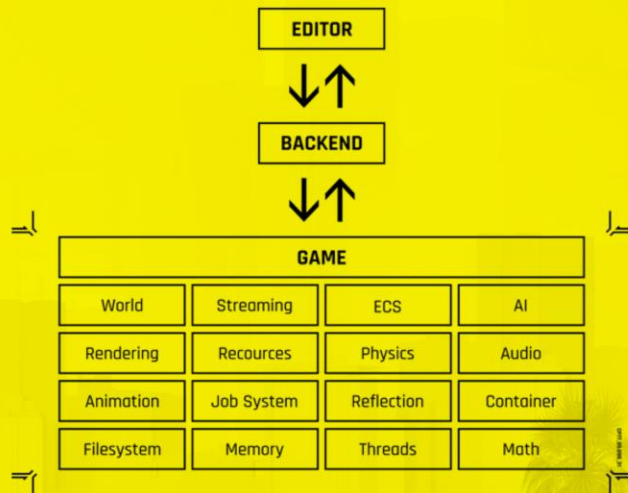 EDITOR
BACKEND
GAME
World Streaming ECS AI
Rendering Recources Physics Audio
Animation Job System Reflection Container
Filesystem Memory Threads Math